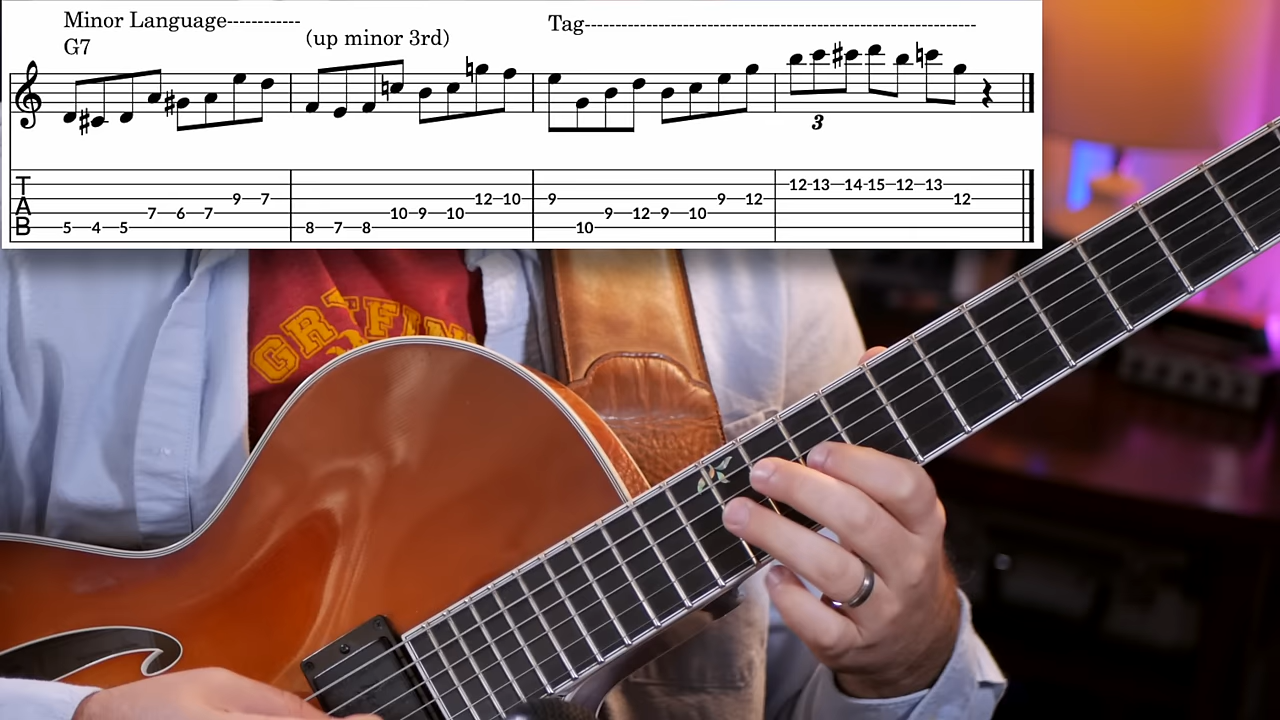 Minor Language------------
G7
(up minor 3rd)
Tag----------------------------------------------------------------
3
T
A
B
5 4 5 7 6 7 9 7 8 7 8 10 9 10 12 10 9 10 9 12 9 10 9 12 12 13 14 15 12 13 12
GRYFFIN